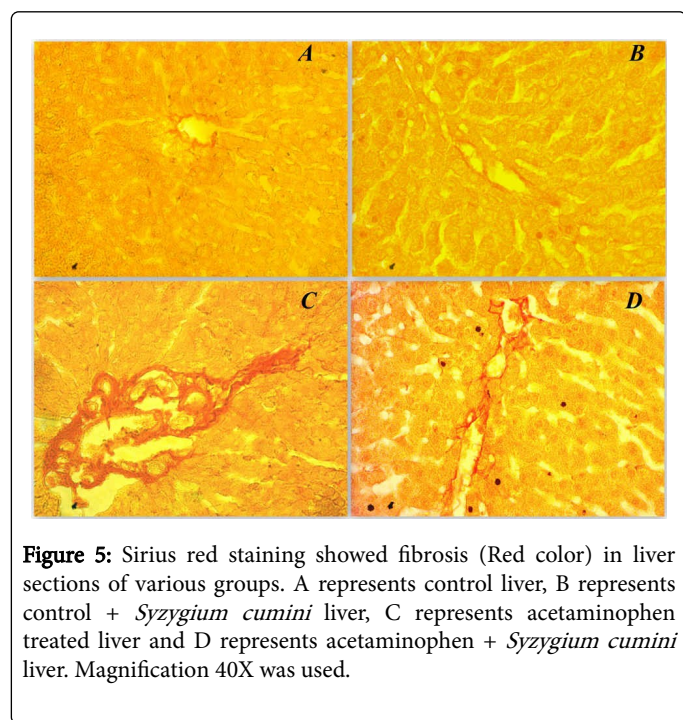 A
B
C
D
Figure 5: Sirius red staining showed fibrosis (Red color) in liver
sections of various groups. A represents control liver, B represents
control + Syzygium cumini liver, C represents acetaminophen
treated liver and D represents acetaminophen + Syzygium cumini
liver. Magnification 40X was used.